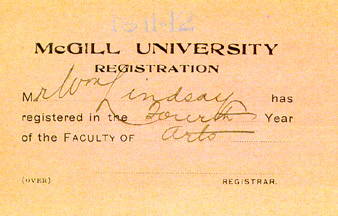 1911-12
McGILL UNIVERSITY
REGISTRATION
Mr Wm Lindsay has
registered in the Fourth Year
of the FACULTY OF Arts
(OVER) REGISTRAR.